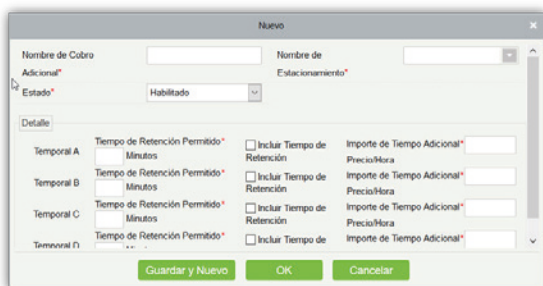 Nuevo
Nombre de Cobro Adicional*
Nombre de Estacionamiento*
Estado*
Habilitado
Detalle
Temporal A
Tiempo de Retención Permitido*
Minutos
Incluir Tiempo de Retención
Importe de Tiempo Adicional*
Precio/Hora
Temporal B
Tiempo de Retención Permitido*
Minutos
Incluir Tiempo de Retención
Importe de Tiempo Adicional*
Precio/Hora
Temporal C
Tiempo de Retención Permitido*
Minutos
Incluir Tiempo de Retención
Importe de Tiempo Adicional*
Precio/Hora
Temporal D
Tiempo de Retención Permitido*
Incluir Tiempo de
Importe de Tiempo Adicional*
Guardar y Nuevo
OK
Cancelar